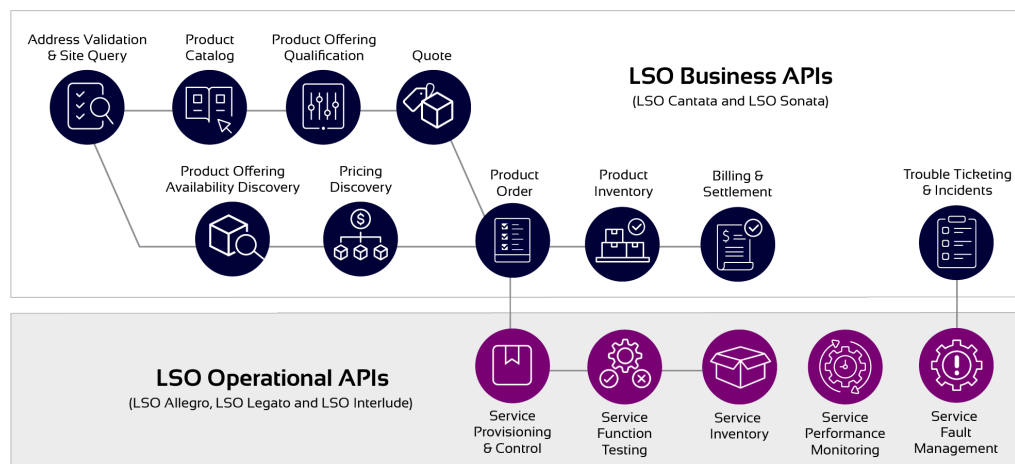 Address Validation
& Site Query
Product
Catalog
Product Offering
Qualification
Quote
LSO Business APIs
(LSO Cantata and LSO Sonata)
Product Offering
Availability Discovery
Pricing
Discovery
Product
Order
Product
Inventory
Billing &
Settlement
Trouble Ticketing
& Incidents
$
$
LSO Operational APIs
(LSO Allegro, LSO Legato and LSO Interlude)
Service
Provisioning
& Control
Service
Function
Testing
Service
Inventory
Service
Performance
Monitoring
Service
Fault
Management